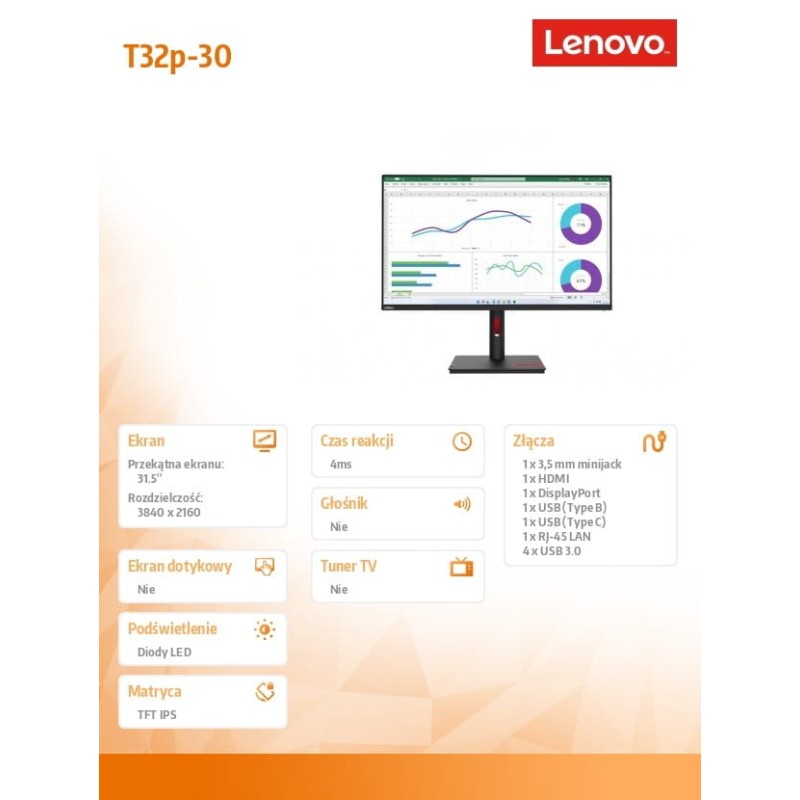 T32p-30
Lenovo
Ekran
Przekątna ekranu:
31.5"
Rozdzielczość:
3840 x 2160
Ekran dotykowy
Nie
Podświetlenie
Diody LED
Matryca
TFT IPS
Czas reakcji
4ms
Głośnik
Nie
Tuner TV
Nie
Złącza
1 x 3,5 mm minijack
1 x HDMI
1 x DisplayPort
1 x USB (Type B)
1 x USB (Type C)
1 x RJ-45 LAN
4 x USB 3.0